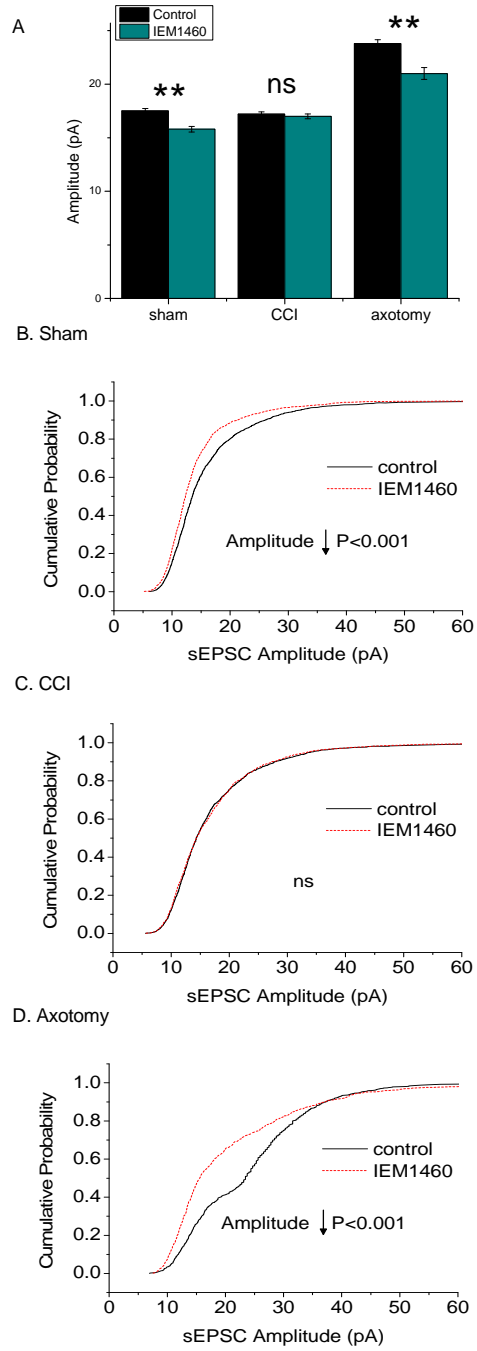 A
Control
IEM1460
**
ns
**
Amplitude (pA)
20
10
0
sham
CCI
axotomy
B. Sham
Cumulative Probability
1.0
0.8
0.6
0.4
0.2
0.0
control
IEM1460
Amplitude ↓ P<0.001
0 10 20 30 40 50 60
sEPSC Amplitude (pA)
C. CCI
Cumulative Probability
1.0
0.8
0.6
0.4
0.2
0.0
control
IEM1460
ns
0 10 20 30 40 50 60
sEPSC Amplitude (pA)
D. Axotomy
Cumulative Probability
1.0
0.8
0.6
0.4
0.2
0.0
control
IEM1460
Amplitude ↓ P<0.001
0 10 20 30 40 50 60
sEPSC Amplitude (pA)